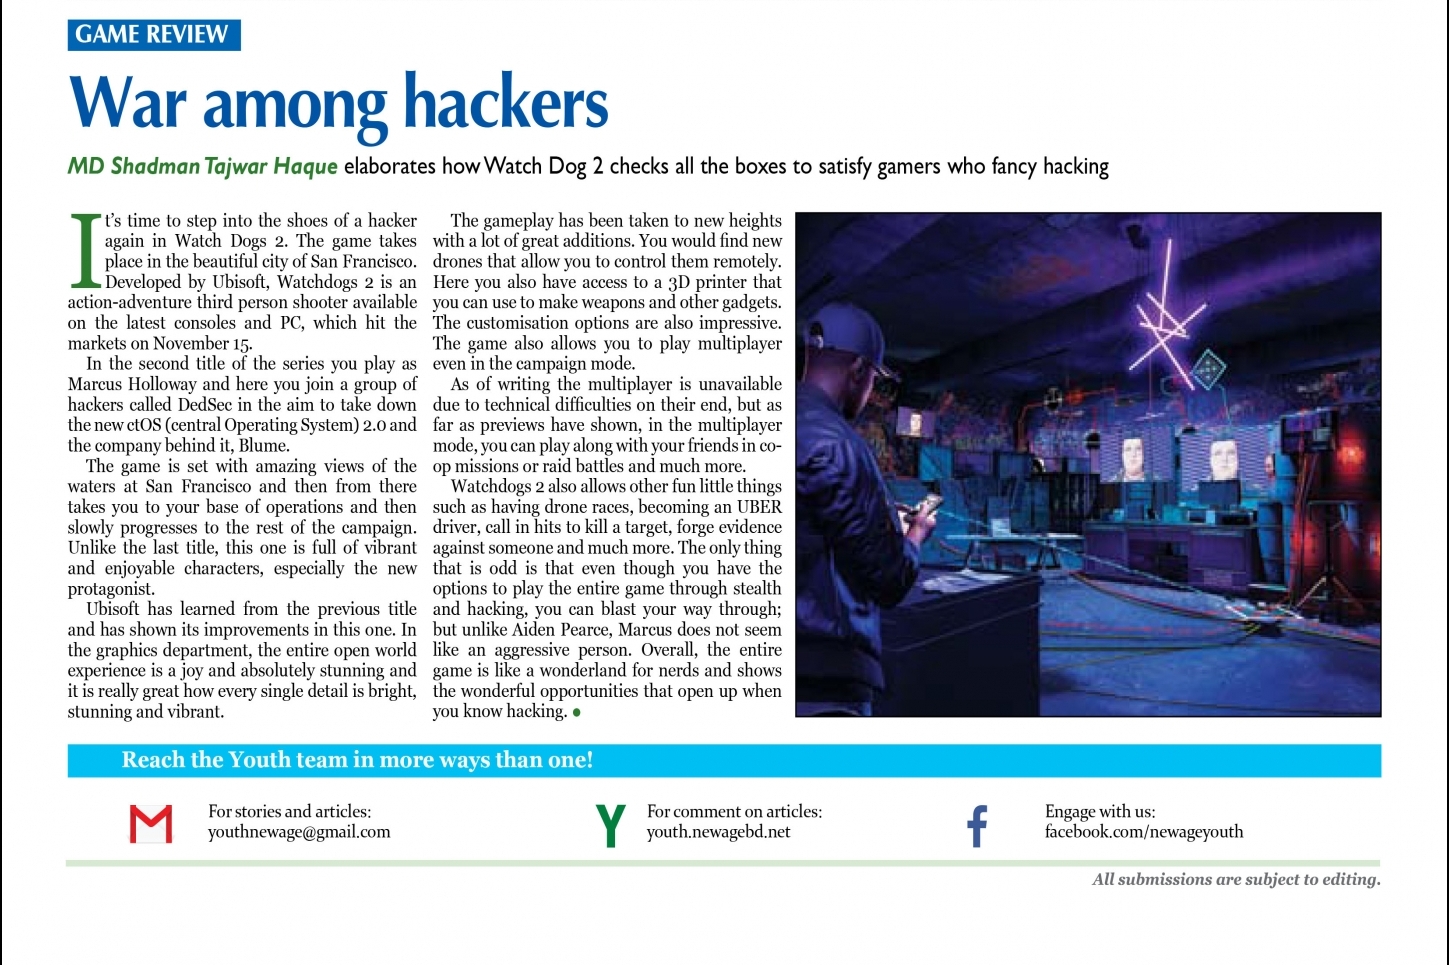 GAME REVIEW
War among hackers
MD Shadman Tajwar Haque elaborates how Watch Dog 2 checks all the boxes to satisfy gamers who fancy hacking
It's time to step into the shoes of a hacker
again in Watch Dogs 2. The game takes
place in the beautiful city of San Francisco.
Developed by Ubisoft, Watchdogs 2 is an
action-adventure third person shooter available
on the latest consoles and PC, which hit the
markets on November 15.
In the second title of the series you play as
Marcus Holloway and here you join a group of
hackers called DedSec in the aim to take down
the new ctOS (central Operating System) 2.0 and
the company behind it, Blume.
The game is set with amazing views of the
waters at San Francisco and then from there
takes you to your base of operations and then
slowly progresses to the rest of the campaign.
Unlike the last title, this one is full of vibrant
and enjoyable characters, especially the new
protagonist.
Ubisoft has learned from the previous title
and has shown its improvements in this one. In
the graphics department, the entire open world
experience is a joy and absolutely stunning and
it is really great how every single detail is bright,
stunning and vibrant.
The gameplay has been taken to new heights
with a lot of great additions. You would find new
drones that allow you to control them remotely.
Here you also have access to a 3D printer that
you can use to make weapons and other gadgets.
The customisation options are also impressive.
The game also allows you to play multiplayer
even in the campaign mode.
As of writing the multiplayer is unavailable
due to technical difficulties on their end, but as
far as previews have shown, in the multiplayer
mode, you can play along with your friends in co-
op missions or raid battles and much more.
Watchdogs 2 also allows other fun little things
such as having drone races, becoming an UBER
driver, call in hits to kill a target, forge evidence
against someone and much more. The only thing
that is odd is that even though you have the
options to play the entire game through stealth
and hacking, you can blast your way through;
but unlike Aiden Pearce, Marcus does not seem
like an aggressive person. Overall, the entire
game is like a wonderland for nerds and shows
the wonderful opportunities that open up when
you know hacking. •
Reach the Youth team in more ways than one!
For stories and articles:
youthnewage@gmail.com
Y
For comment on articles:
youth.newagebd.net
f
Engage with us:
facebook.com/newageyouth
All submissions are subject to editing.